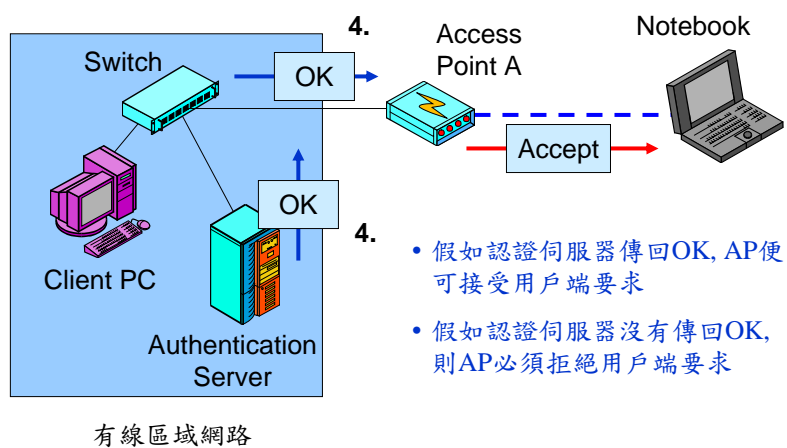 4.
Access
Point A
Notebook
Switch
OK
Accept
OK
4.
Client PC
Authentication
Server
• 假如認證伺服器傳回OK, AP便
可接受用戶端要求
• 假如認證伺服器沒有傳回OK,
則AP必須拒絕用戶端要求
有線區域網路